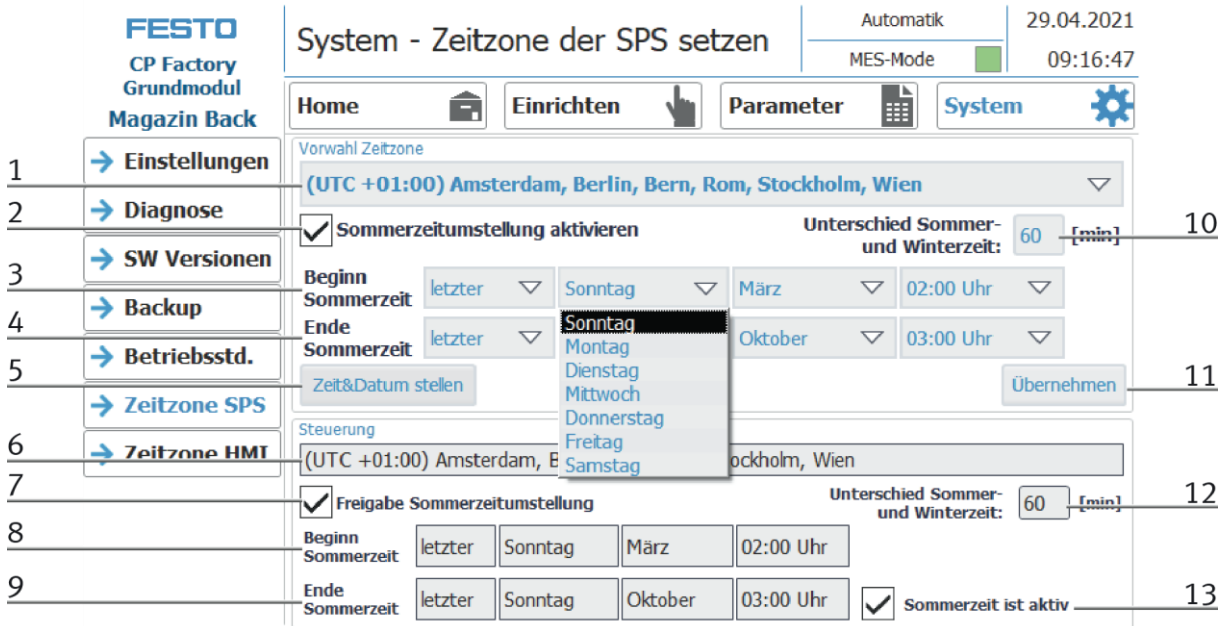 FESTO
CP Factory
Grundmodul
Magazin Back
System - Zeitzone der SPS setzen
Automatik
MES-Mode
29.04.2021
09:16:47
Home
Einrichten
Parameter
System
Einstellungen
Diagnose
SW Versionen
Backup
Betriebsstd.
Zeitzone SPS
Zeitzone HMI
1
2
3
4
5
6
7
8
9
Vorwahl Zeitzone
(UTC +01:00) Amsterdam, Berlin, Bern, Rom, Stockholm, Wien
Sommerzeitumstellung aktivieren
Unterschied Sommer-
und Winterzeit:
60 [min]
10
Beginn
Sommerzeit
letzter Sonntag März 02:00 Uhr
Ende
Sommerzeit
letzter Oktober 03:00 Uhr
Sonntag
Montag
Dienstag
Mittwoch
Donnerstag
Freitag
Samstag
Zeit&Datum stellen
Übernehmen
11
Steuerung
(UTC +01:00) Amsterdam, B ockholm, Wien
Freigabe Sommerzeitumstellung
Unterschied Sommer-
und Winterzeit:
60 [min]
12
Beginn
Sommerzeit
letzter Sonntag März 02:00 Uhr
Ende
Sommerzeit
letzter Sonntag Oktober 03:00 Uhr
Sommerzeit ist aktiv
13